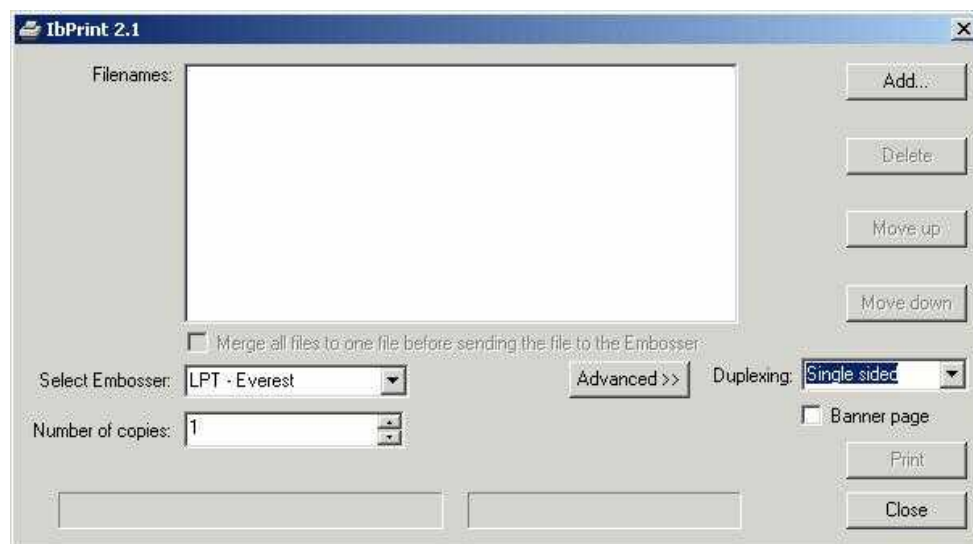 IbPrint 2.1
Filenames:
Add...
Delete
Move up
Move down
Merge all files to one file before sending the file to the Embosser
Select Embosser: LPT - Everest
Advanced >>
Duplexing: Single sided
Number of copies: 1
Banner page
Print
Close